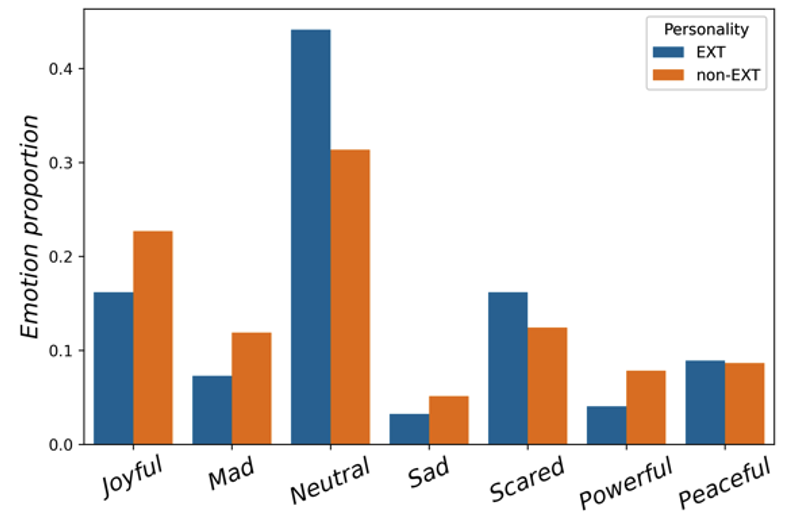 Personality
EXT
non-EXT
Emotion proportion
0.4
0.3
0.2
0.1
0.0
Joyful
Mad
Neutral
Sad
Scared
Powerful
Peaceful